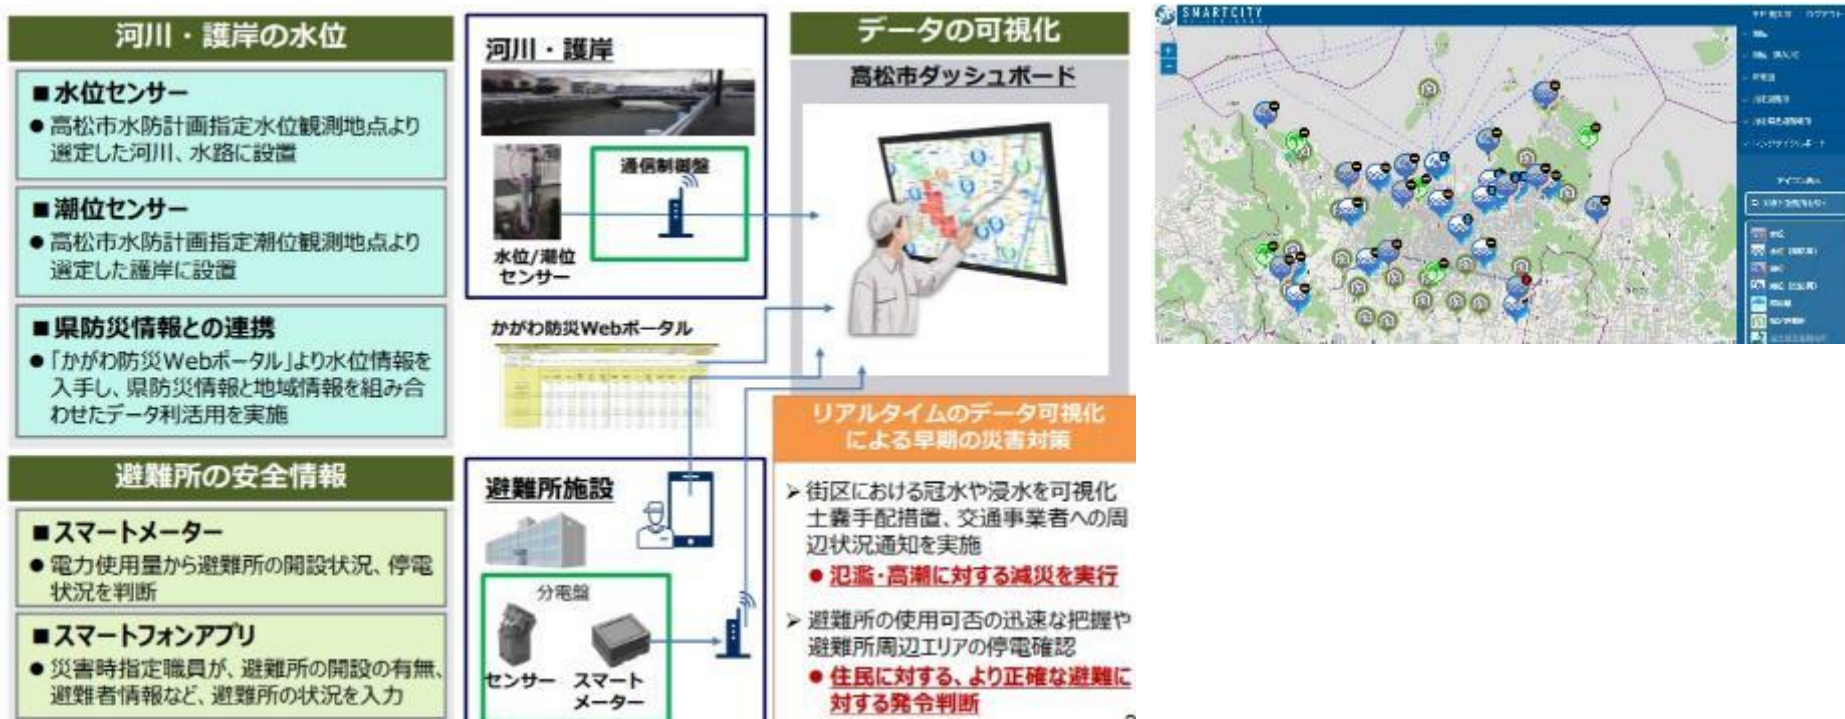 河川・護岸の水位
■水位センサー
●高松市水防計画指定水位観測地点より
選定した河川、水路に設置
■潮位センサー
●高松市水防計画指定潮位観測地点より
選定した護岸に設置
■県防災情報との連携
●「かがわ防災Webポータル」より水位情報を
入手し、県防災情報と地域情報を組み合
わせたデータ利活用を実施
避難所の安全情報
■スマートメーター
●電力使用量から避難所の開設状況、停電
状況を判断
■スマートフォンアプリ
●災害時指定職員が、避難所の開設の有無、
避難者情報など、避難所の状況を入力
河川・護岸
通信制御盤
水位/潮位
センサー
かがわ防災Webポータル
避難所施設
分電盤
センサー
スマート
メーター
データの可視化
高松市ダッシュボード
リアルタイムのデータ可視化
による早期の災害対策
➢街区における冠水や浸水を可視化
土嚢手配措置、交通事業者への周
辺状況通知を実施
●氾濫・高潮に対する減災を実行
➢避難所の使用可否の迅速な把握や
避難所周辺エリアの停電確認
●住民に対する、より正確な避難に
対する発令判断
SMARTCITY
ログアウト